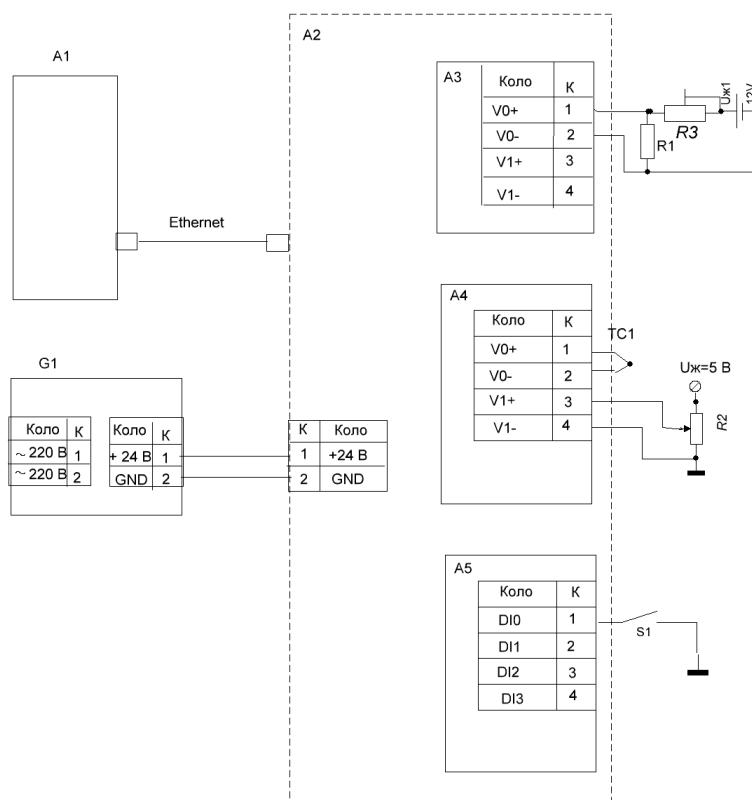 A1
A2
A3
Коло К
V0+ 1
V0- 2
V1+ 3
V1- 4
R1
R3
Uж1
12V
Ethernet
A4
Коло К
V0+ 1
V0- 2
V1+ 3
V1- 4
TC1
Uж=5 В
R2
G1
Коло К
~ 220 В 1
~ 220 В 2
Коло К
+ 24 В 1
GND 2
К Коло
1 +24 В
2 GND
A5
Коло К
DI0 1
DI1 2
DI2 3
DI3 4
S1